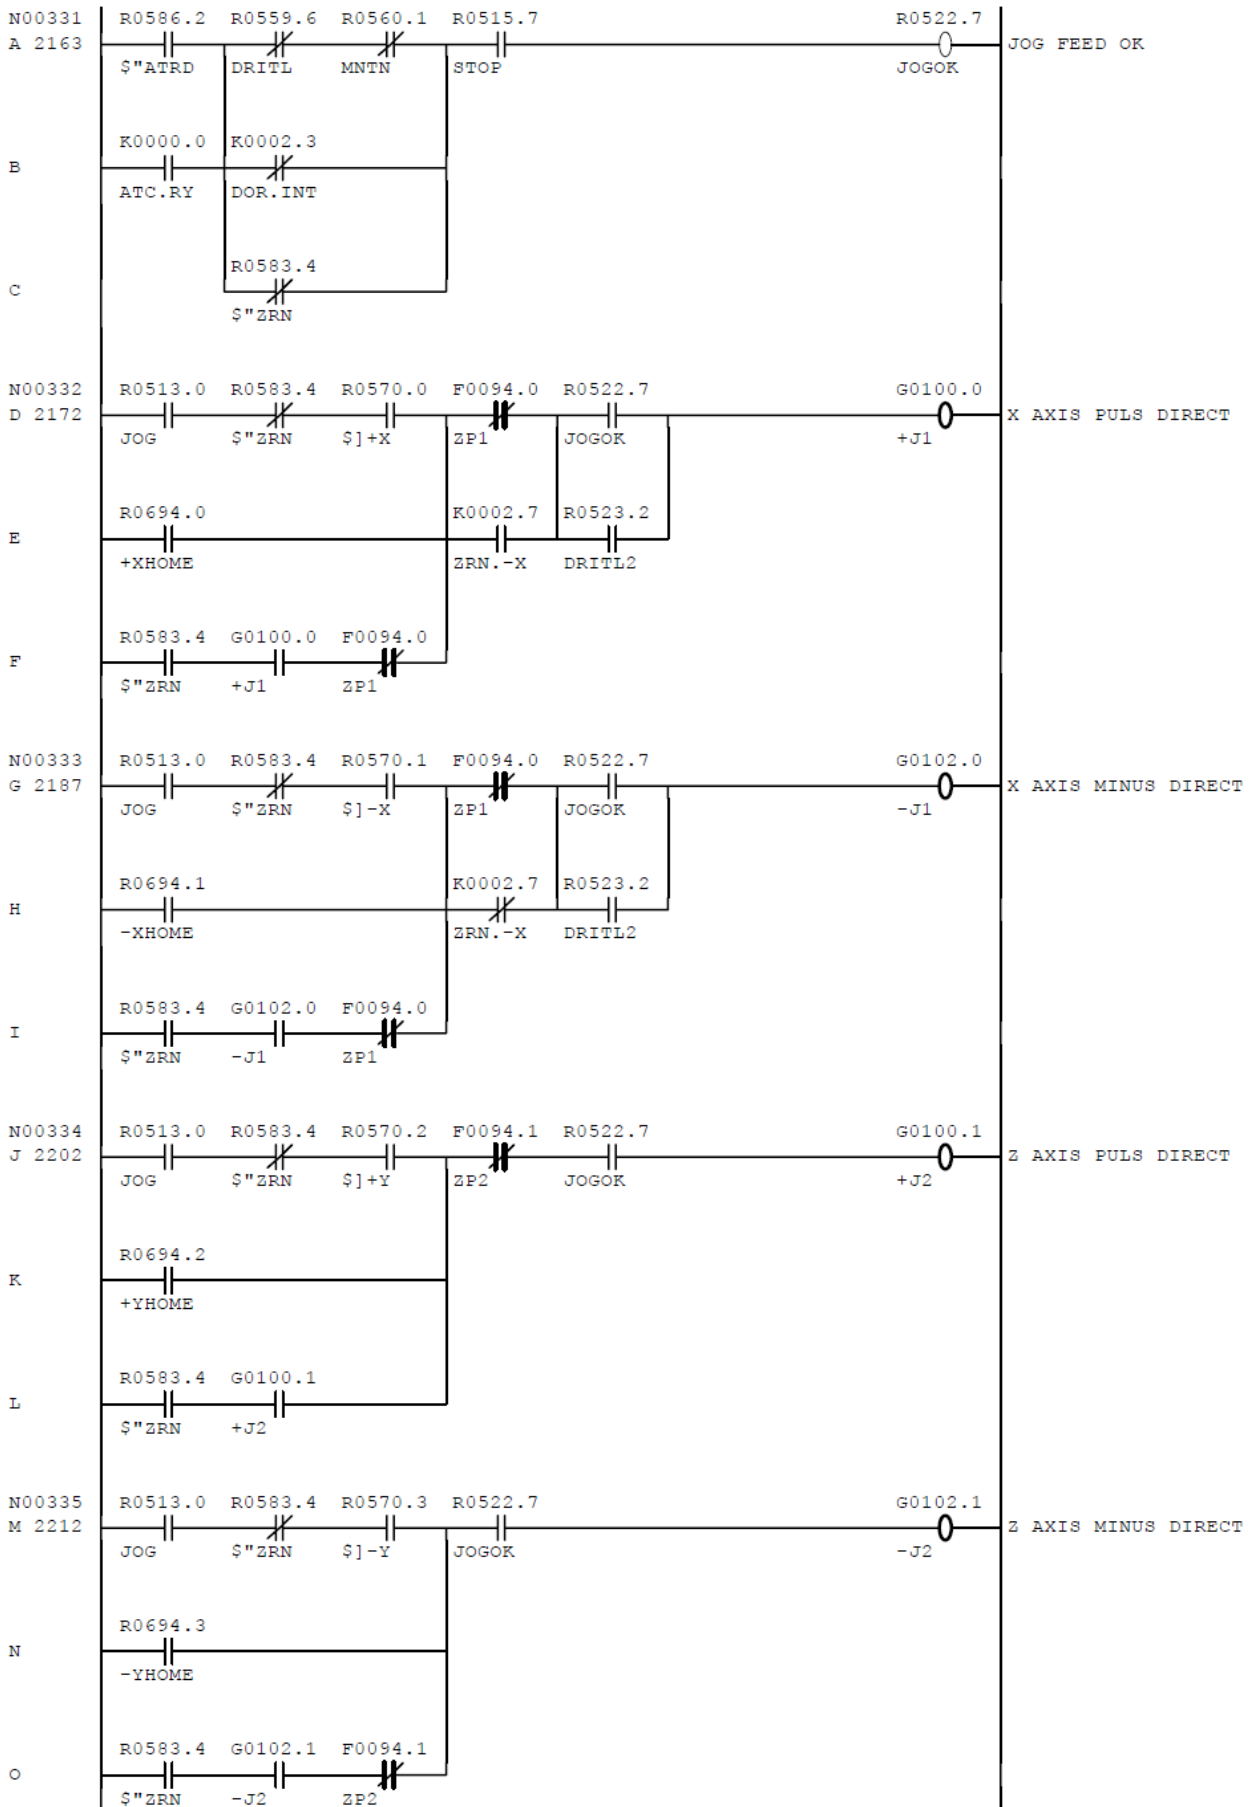 N00331 R0586.2 R0559.6 R0560.1 R0515.7 R0522.7
A 2163 JOG FEED OK
$"ATRD DRITL MNTN STOP JOGOK
K0000.0 K0002.3
B
ATC.RY DOR.INT
R0583.4
C
$"ZRN
N00332 R0513.0 R0583.4 R0570.0 F0094.0 R0522.7 G0100.0
D 2172 X AXIS PULS DIRECT
JOG $"ZRN $]+X ZP1 JOGOK +J1
R0694.0 K0002.7 R0523.2
E
+XHOME ZRN.-X DRITL2
R0583.4 G0100.0 F0094.0
F
$"ZRN +J1 ZP1
N00333 R0513.0 R0583.4 R0570.1 F0094.0 R0522.7 G0102.0
G 2187 X AXIS MINUS DIRECT
JOG $"ZRN $]-X ZP1 JOGOK -J1
R0694.1 K0002.7 R0523.2
H
-XHOME ZRN.-X DRITL2
R0583.4 G0102.0 F0094.0
I
$"ZRN -J1 ZP1
N00334 R0513.0 R0583.4 R0570.2 F0094.1 R0522.7 G0100.1
J 2202 Z AXIS PULS DIRECT
JOG $"ZRN $]+Y ZP2 JOGOK +J2
R0694.2
K
+YHOME
R0583.4 G0100.1
L
$"ZRN +J2
N00335 R0513.0 R0583.4 R0570.3 R0522.7 G0102.1
M 2212 Z AXIS MINUS DIRECT
JOG $"ZRN $]-Y JOGOK -J2
R0694.3
N
-YHOME
R0583.4 G0102.1 F0094.1
O
$"ZRN -J2 ZP2